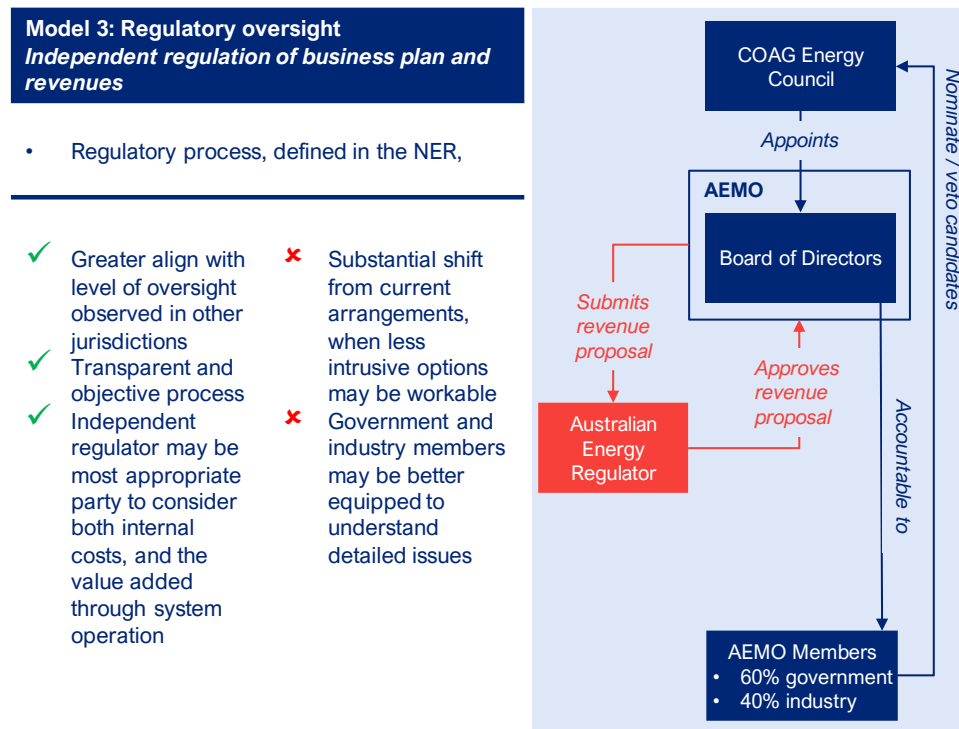 Model 3: Regulatory oversight
Independent regulation of business plan and
revenues
• Regulatory process, defined in the NER,
✓ Greater align with
level of oversight
observed in other
jurisdictions
✓ Transparent and
objective process
✓ Independent
regulator may be
most appropriate
party to consider
both internal
costs, and the
value added
through system
operation
✘ Substantial shift
from current
arrangements,
when less
intrusive options
may be workable
✘ Government and
industry members
may be better
equipped to
understand
detailed issues
COAG Energy
Council
Appoints
Nominate / veto candidates
AEMO
Board of Directors
Submits
revenue
proposal
Approves
revenue
proposal
Australian
Energy
Regulator
Accountable to
AEMO Members
• 60% government
• 40% industry